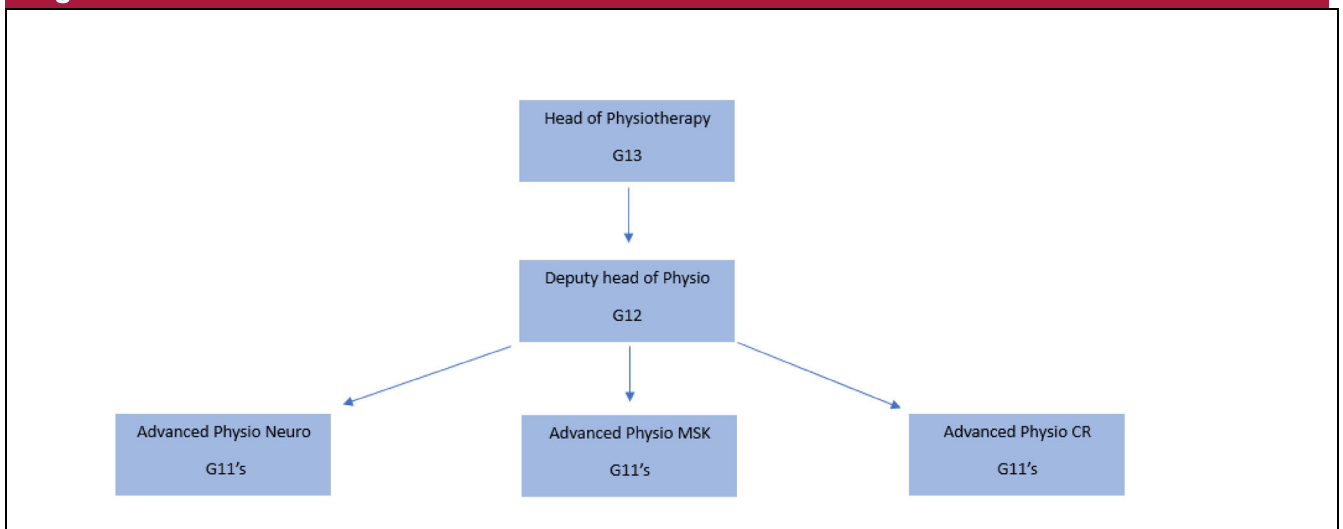 Head of Physiotherapy
G13
Deputy head of Physio
G12
Advanced Physio Neuro
G11's
Advanced Physio MSK
G11's
Advanced Physio CR
G11's